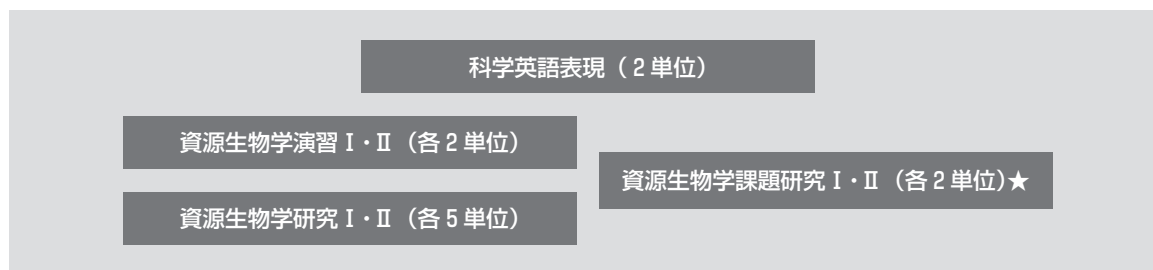 科学英語表現（2単位）
資源生物学演習Ⅰ・Ⅱ（各2単位）
資源生物学課題研究Ⅰ・Ⅱ（各2単位）★
資源生物学研究Ⅰ・Ⅱ（各5単位）